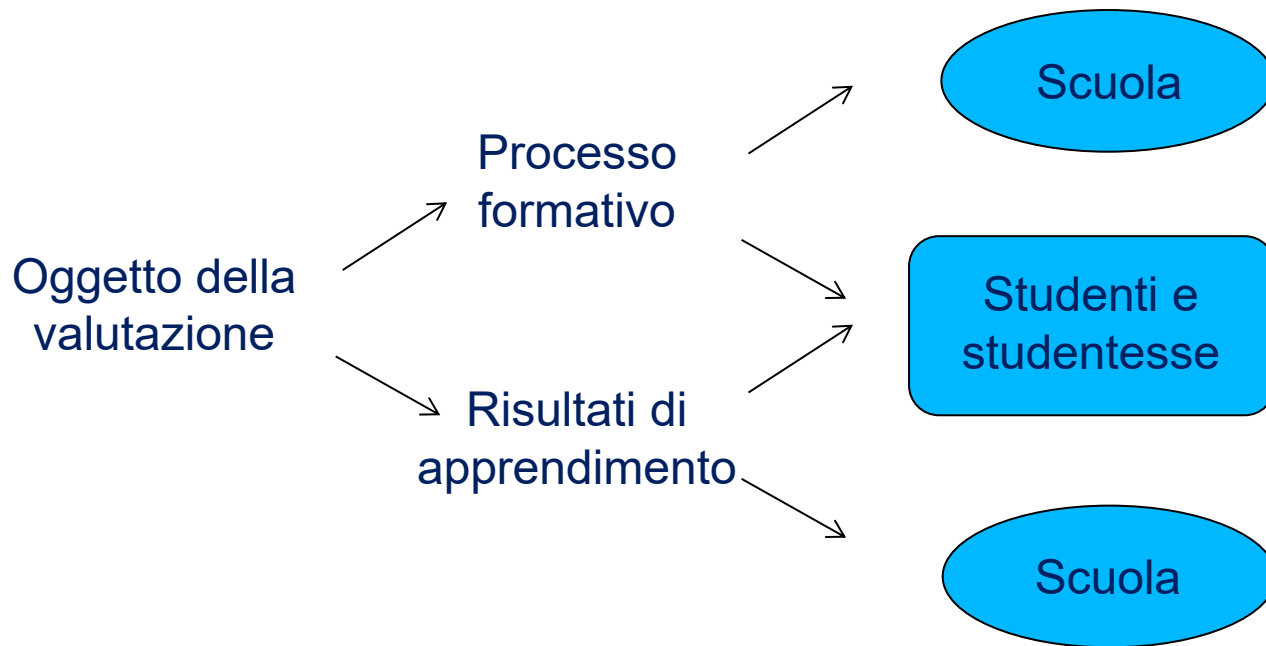 Oggetto della
valutazione
Processo
formativo
Risultati di
apprendimento
Scuola
Studenti e
studentesse
Scuola